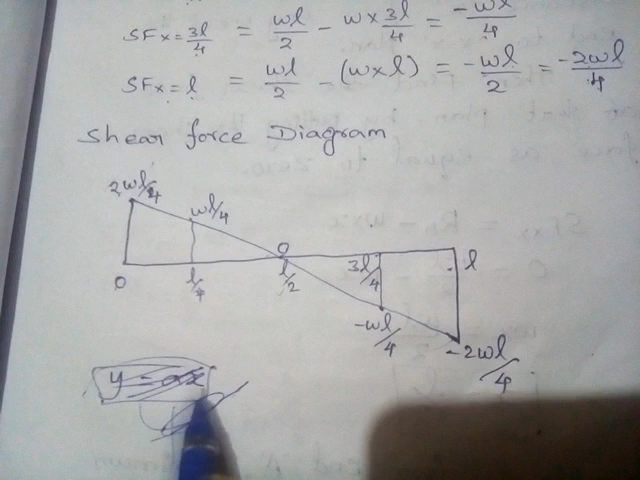 SFx = 3l/4 = wl/2 - w x 3l/4 = -wl/4
SFx = l = wl/2 - (w x l) = -wl/2 = -2wl/4
Shear force Diagram
2wl/4
wl/4
0
0
l/4
l/2
3l/4
l
-wl/4
-2wl/4